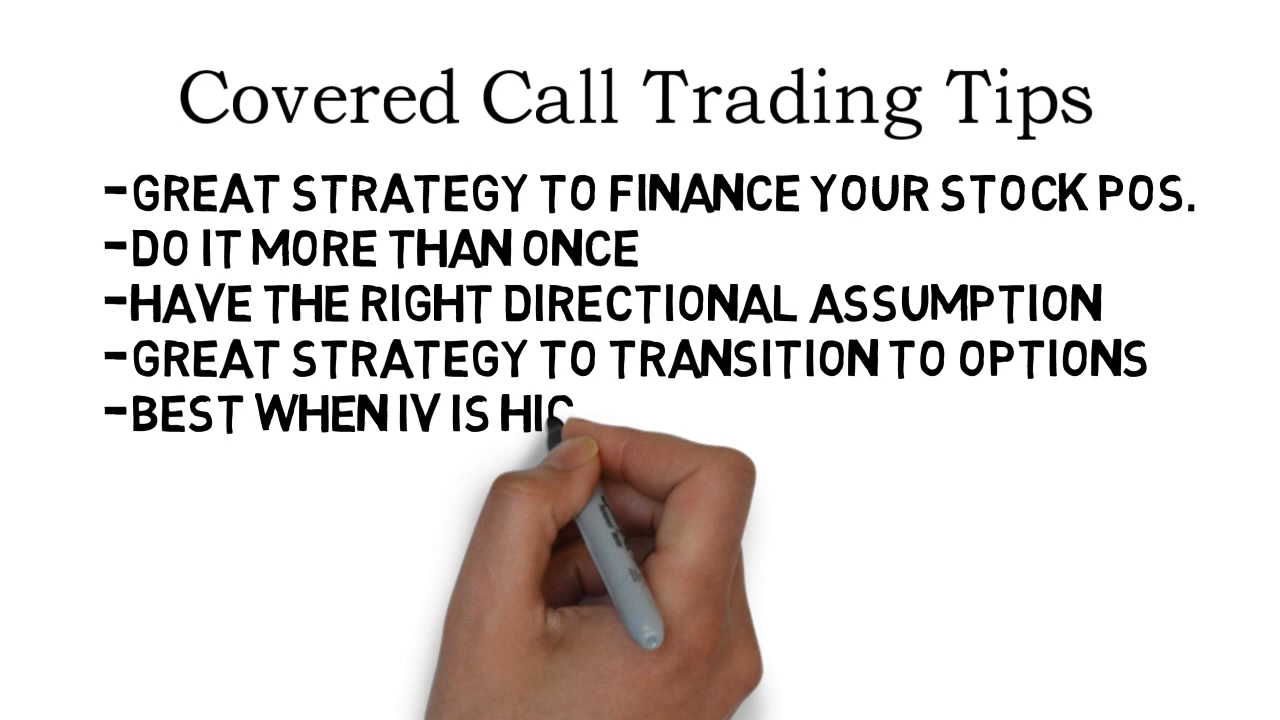 Covered Call Trading Tips
-GREAT STRATEGY TO FINANCE YOUR STOCK POS.
-DO IT MORE THAN ONCE
-HAVE THE RIGHT DIRECTIONAL ASSUMPTION
-GREAT STRATEGY TO TRANSITION TO OPTIONS
-BEST WHEN IV IS